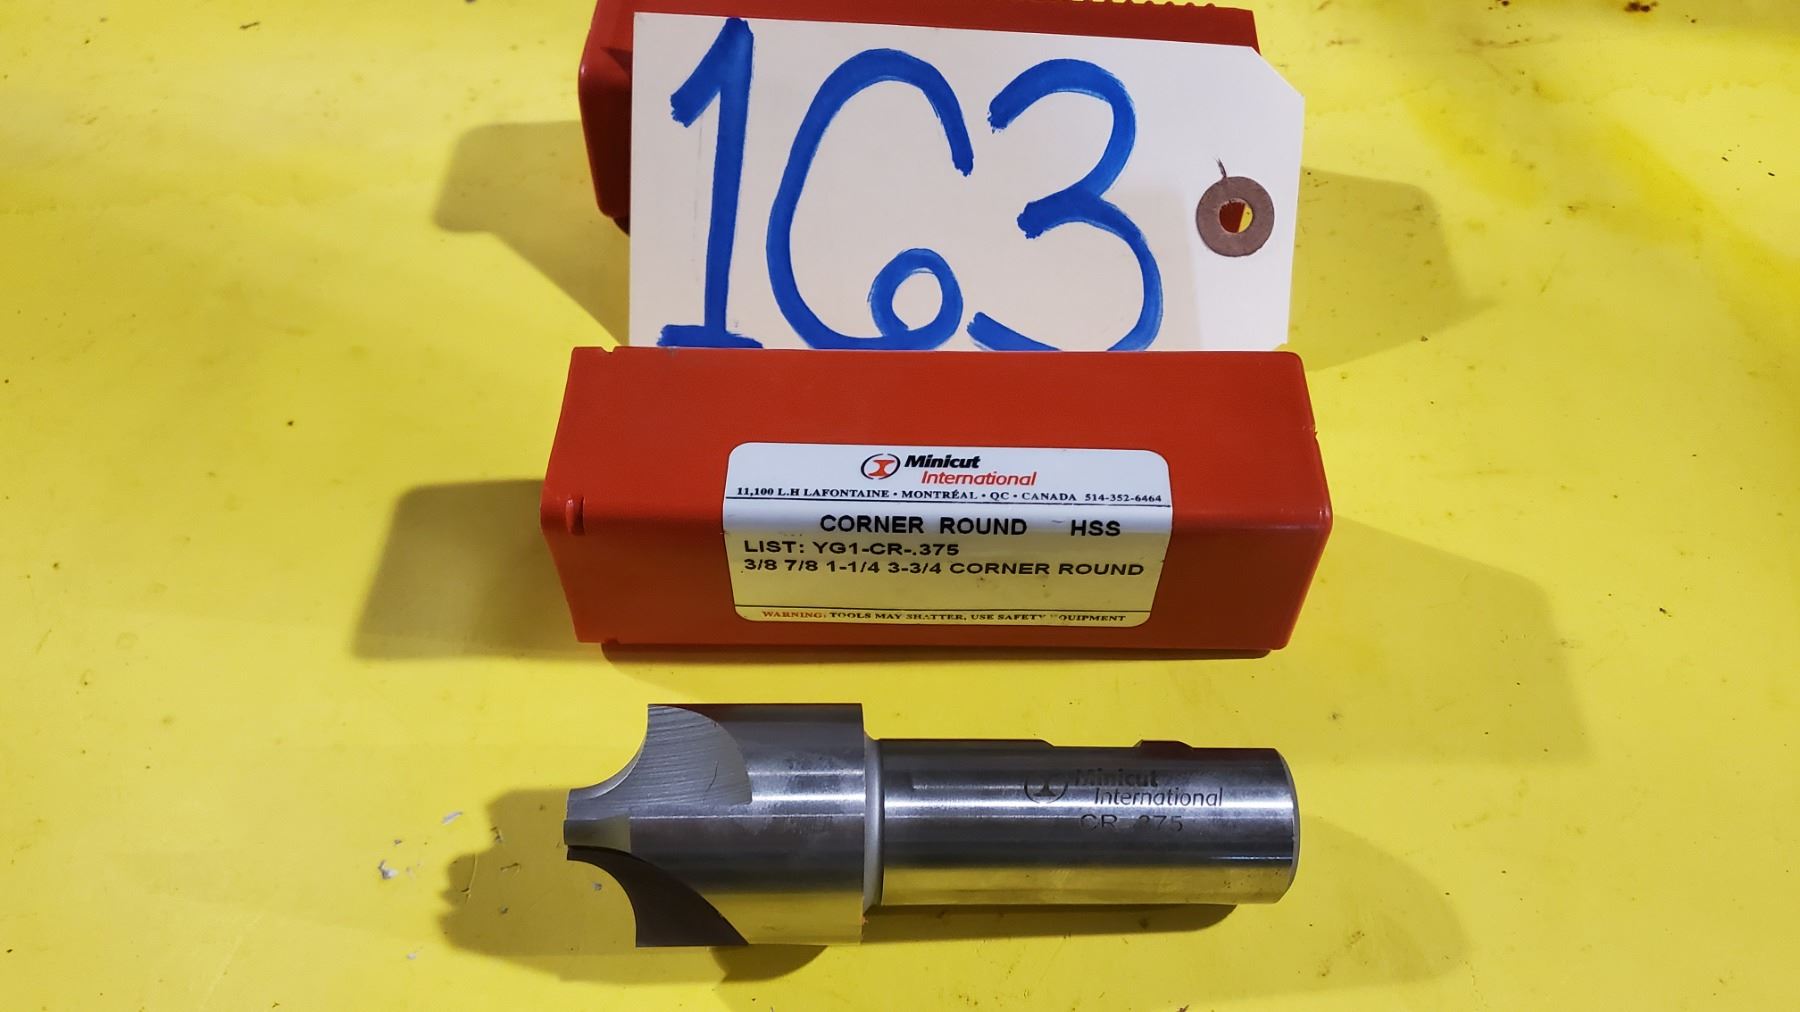 163
Minicut
International
11,100 L.H LAFONTAINE • MONTRÉAL • QC • CANADA 514-352-6464
CORNER ROUND HSS
LIST: YG1-CR-.375
3/8 7/8 1-1/4 3-3/4 CORNER ROUND
WARNING: TOOLS MAY SHATTER, USE SAFETY EQUIPMENT
Minicut
International
CR .375